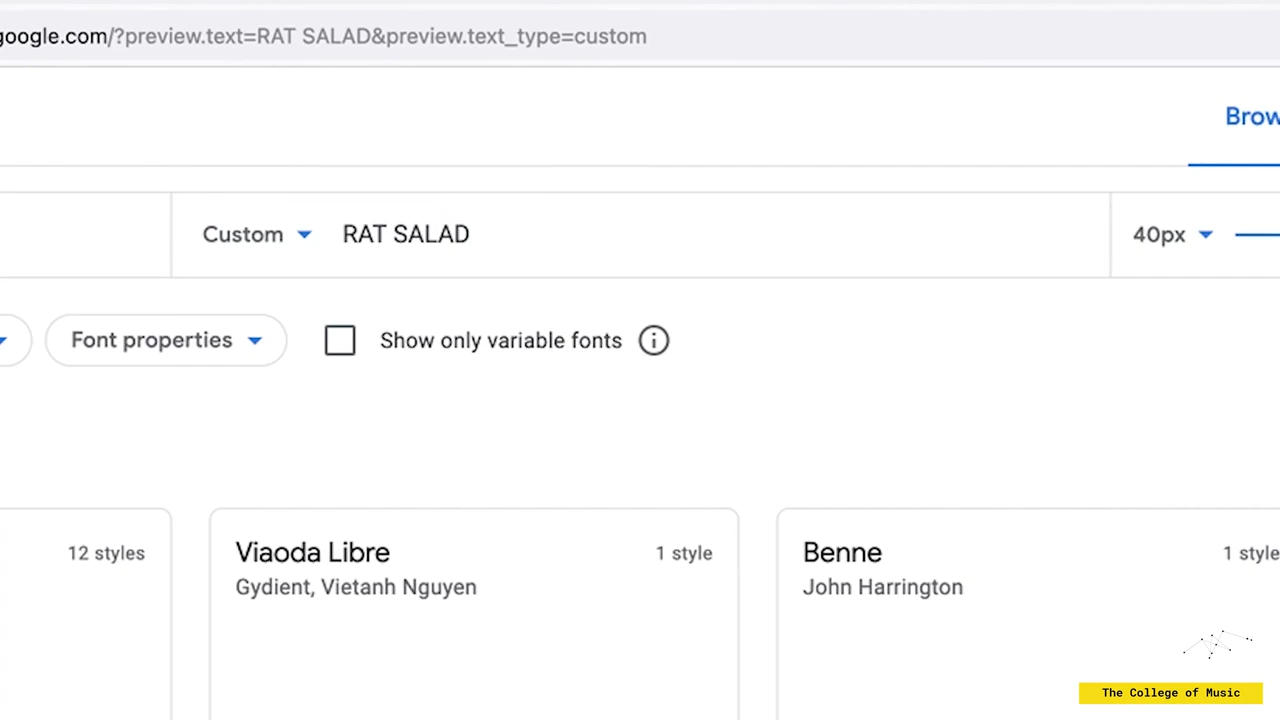 google.com/?preview.text=RAT SALAD&preview.text_type=custom
Brow
Custom RAT SALAD 40px
Font properties Show only variable fonts
12 styles Viaoda Libre 1 style Benne 1 style
Gydient, Vietanh Nguyen John Harrington
The College of Music